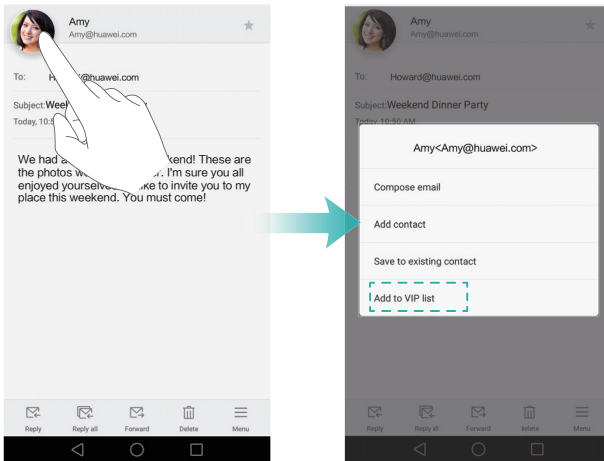 Amy
Amy@huawei.com
To: H @huawei.com
Subject:Wee
Today, 10:5
We had a kend! These are
the photos w r. I'm sure you all
enjoyed yourselve ke to invite you to my
place this weekend. You must come!
Reply
Reply all
Forward
Delete
Menu
Amy
Amy@huawei.com
To: Howard@huawei.com
Subject:Weekend Dinner Party
Today, 10:50 AM
Amy<Amy@huawei.com>
Compose email
Add contact
Save to existing contact
Add to VIP list
Reply
Reply all
Forward
Delete
Menu